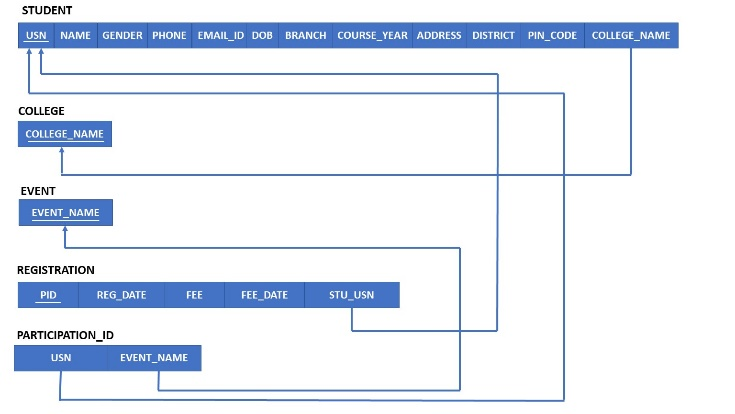 STUDENT
USN NAME GENDER PHONE EMAIL_ID DOB BRANCH COURSE_YEAR ADDRESS DISTRICT PIN_CODE COLLEGE_NAME
COLLEGE
COLLEGE_NAME
EVENT
EVENT_NAME
REGISTRATION
PID REG_DATE FEE FEE_DATE STU_USN
PARTICIPATION_ID
USN EVENT_NAME